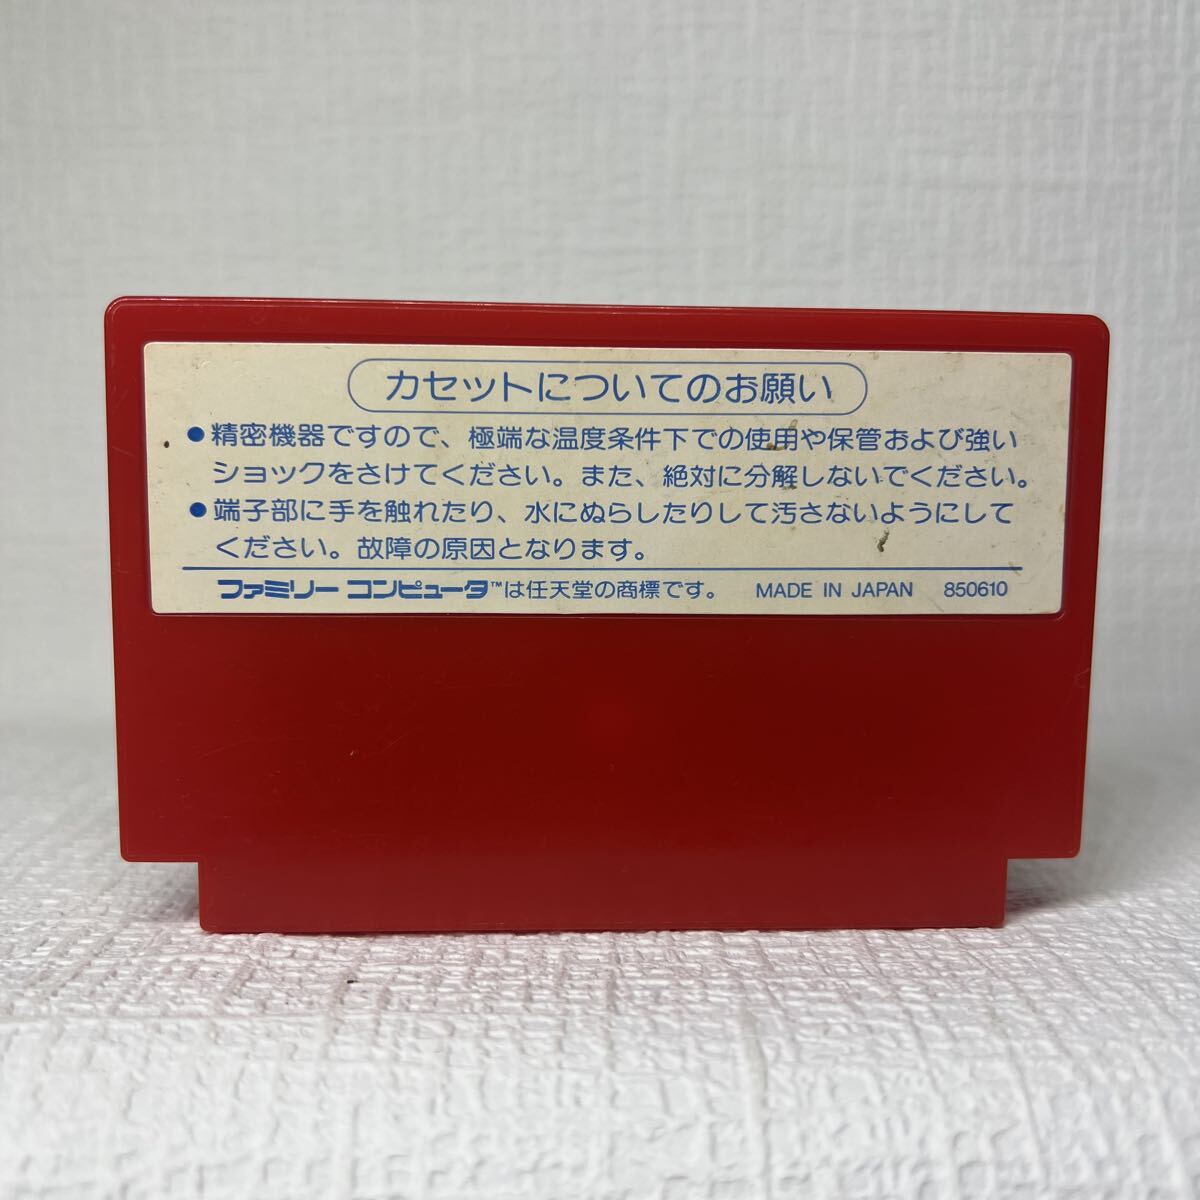 カセットについてのお願い
●精密機器ですので、極端な温度条件下での使用や保管および強い
ショックをさけてください。また、絶対に分解しないでください。
●端子部に手を触れたり、水にぬらしたりして汚さないようにして
ください。故障の原因となります。
ファミリー コンピュータ™は任天堂の商標です。 MADE IN JAPAN 850610